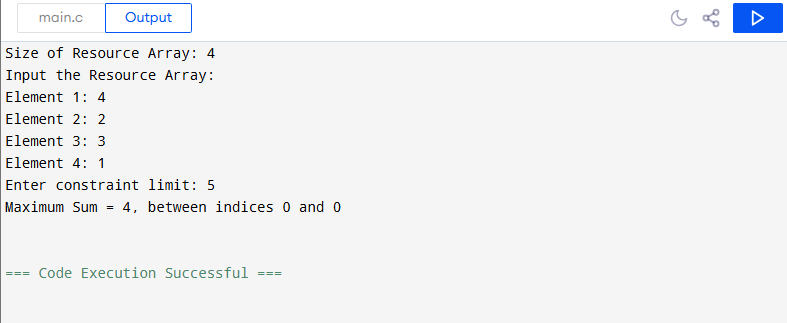 main.c Output
Size of Resource Array: 4
Input the Resource Array:
Element 1: 4
Element 2: 2
Element 3: 3
Element 4: 1
Enter constraint limit: 5
Maximum Sum = 4, between indices 0 and 0
=== Code Execution Successful ===